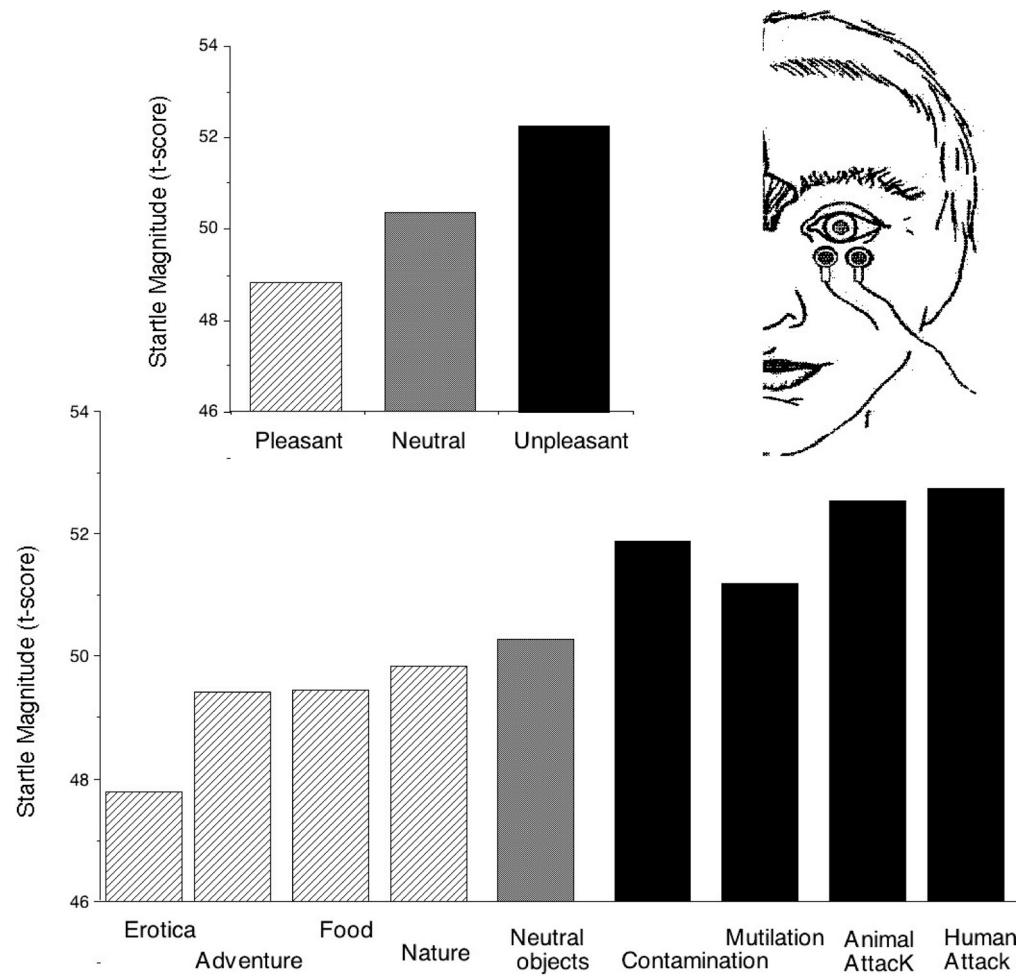 54
52
50
48
46
Startle Magnitude (t-score)
Pleasant Neutral Unpleasant
54
52
50
48
46
Startle Magnitude (t-score)
Erotica
Adventure
Food
Nature
Neutral
objects
Contamination
Mutilation
Animal
AttacK
Human
Attack